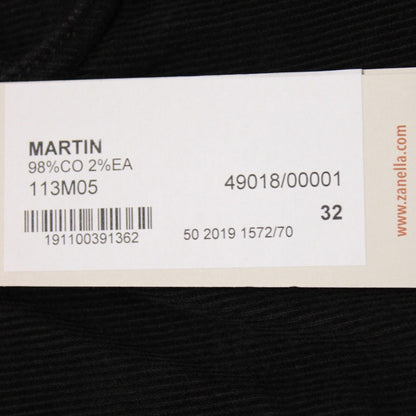 MARTIN
98%CO 2%EA
113M05
49018/00001
32
191100391362
50 2019 1572/70
www.zanella.com